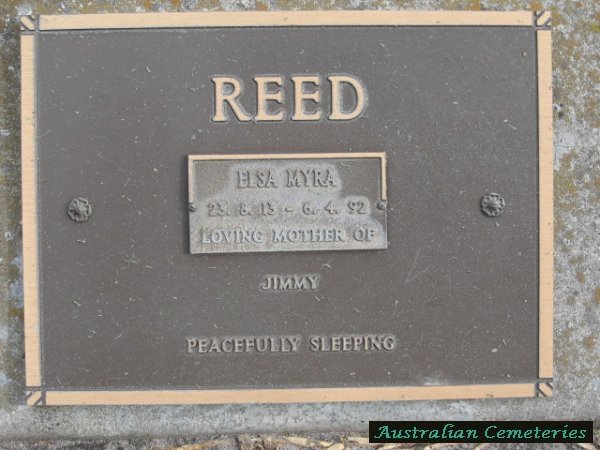 REED
ELSA MYRA
23. 8. 13 - 6. 4. 92
LOVING MOTHER OF
JIMMY
PEACEFULLY SLEEPING
Australian Cemeteries